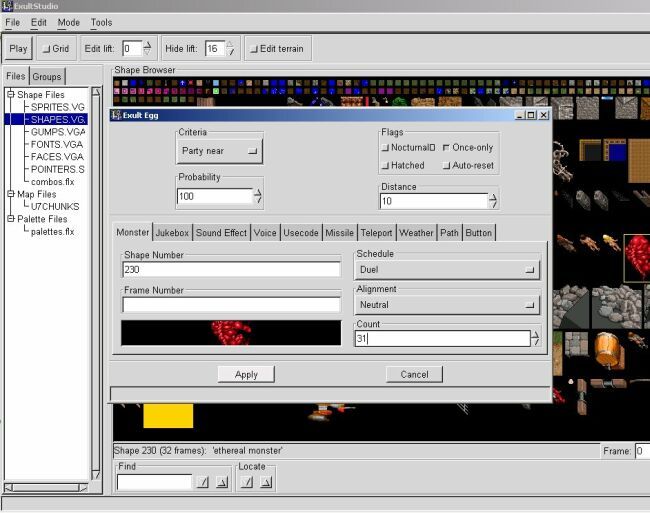 ExultStudio
File Edit Mode Tools
Play Grid Edit lift: 0 Hide lift: 16 Edit terrain
Files Groups
Shape Files
SPRITES.VG
SHAPES.VG
GUMPS.VGA
FONTS.VGA
FACES.VGA
POINTERS.S
combos.flx
Map Files
U7CHUNKS
Palette Files
palettes.flx
Shape Browser
Exult Egg
Criteria
Party near
Probability
100
Flags
Nocturnal Once-only
Hatched Auto-reset
Distance
10
Monster Jukebox Sound Effect Voice Usecode Missile Teleport Weather Path Button
Shape Number
230
Frame Number
Schedule
Duel
Alignment
Neutral
Count
31
Apply Cancel
Shape 230 (32 frames): 'ethereal monster' Frame: 0
Find Locate